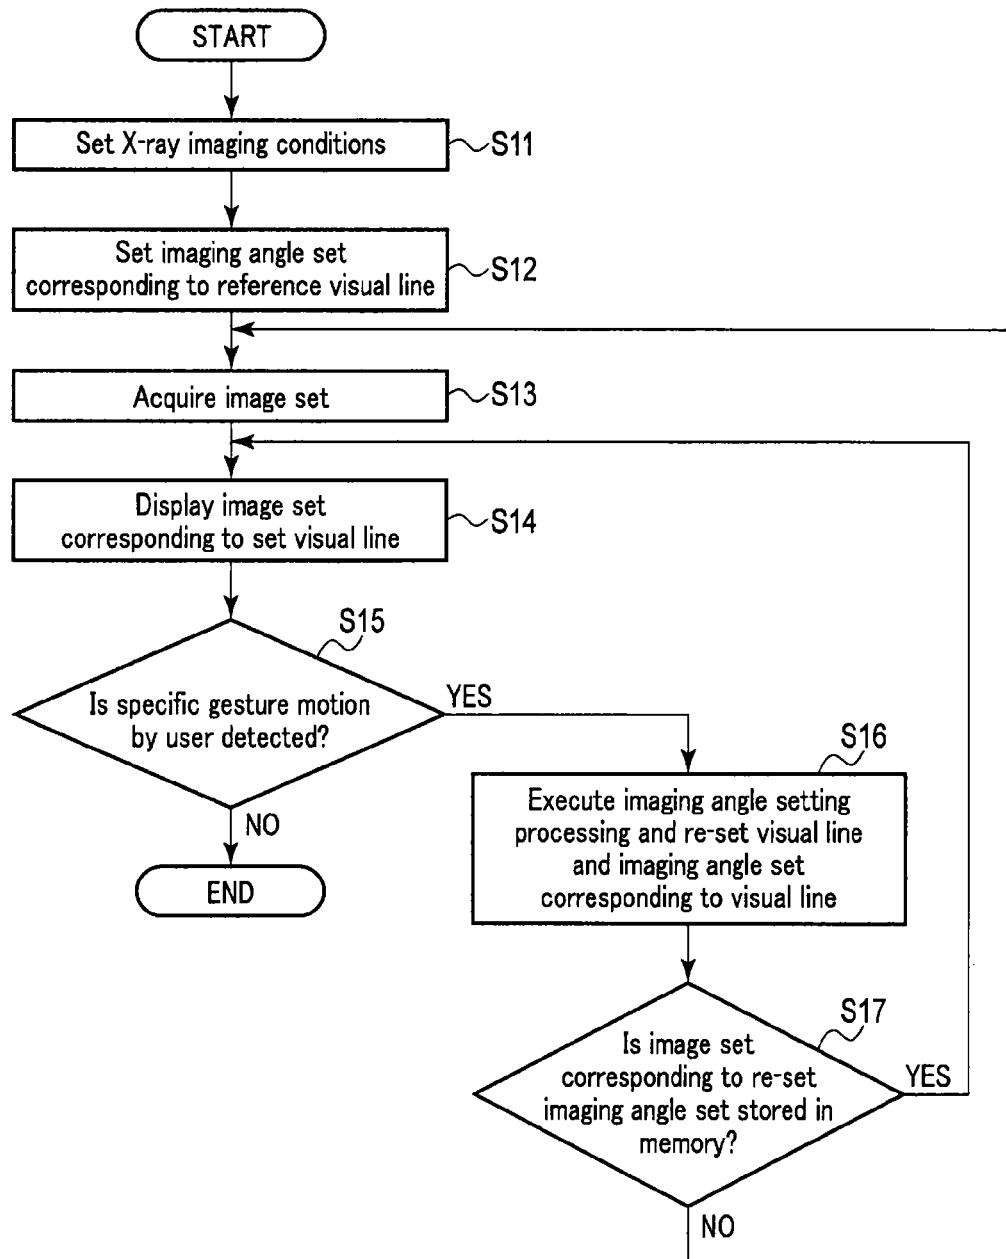 START
Set X-ray imaging conditions
S11
Set imaging angle set
corresponding to reference visual line
S12
Acquire image set
S13
Display image set
corresponding to set visual line
S14
S15
Is specific gesture motion
by user detected?
YES
NO
END
S16
Execute imaging angle setting
processing and re-set visual line
and imaging angle set
corresponding to visual line
S17
Is image set
corresponding to re-set
imaging angle set stored in
memory?
YES
NO